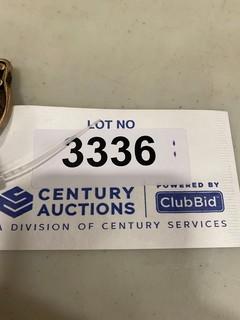 LOT NO
3336
CENTURY
AUCTIONS
POWERED BY
ClubBid
A DIVISION OF CENTURY SERVICES